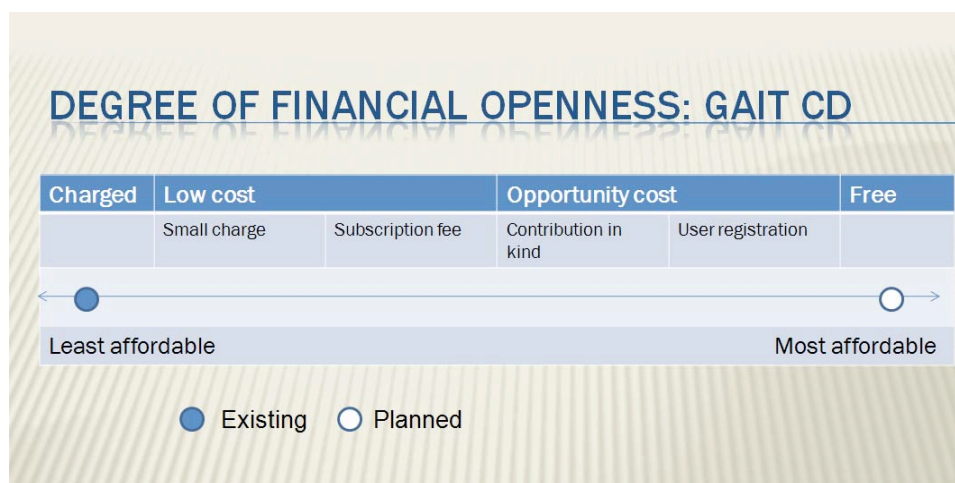 DEGREE OF FINANCIAL OPENNESS: GAIT CD
Charged Low cost Opportunity cost Free
Small charge Subscription fee Contribution in kind User registration
Least affordable Most affordable
Existing Planned